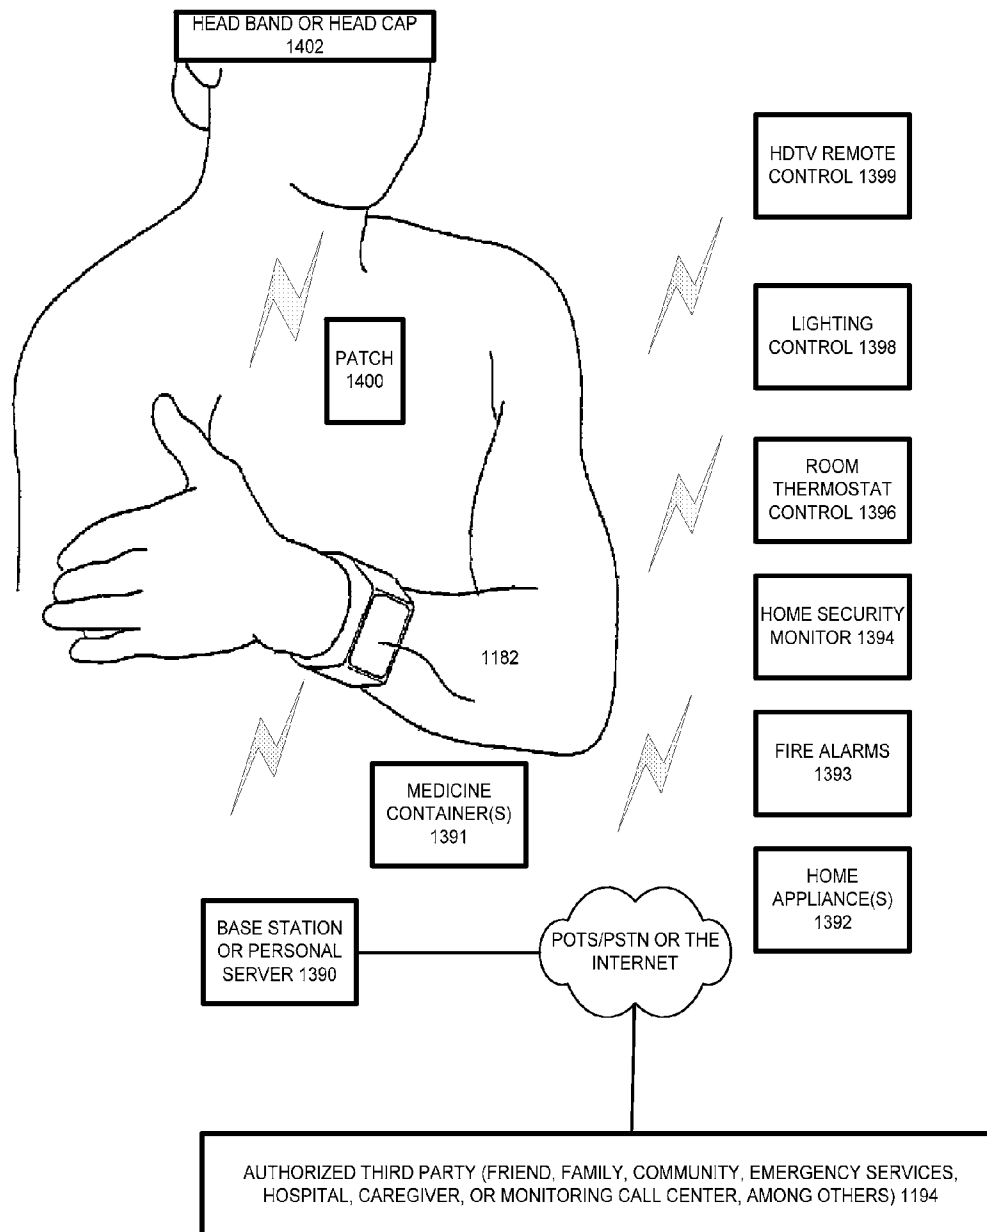 HEAD BAND OR HEAD CAP
1402
HDTV REMOTE
CONTROL 1399
LIGHTING
CONTROL 1398
PATCH
1400
ROOM
THERMOSTAT
CONTROL 1396
HOME SECURITY
MONITOR 1394
1182
FIRE ALARMS
1393
MEDICINE
CONTAINER(S)
1391
HOME
APPLIANCE(S)
1392
BASE STATION
OR PERSONAL
SERVER 1390
POTS/PSTN OR THE
INTERNET
AUTHORIZED THIRD PARTY (FRIEND, FAMILY, COMMUNITY, EMERGENCY SERVICES,
HOSPITAL, CAREGIVER, OR MONITORING CALL CENTER, AMONG OTHERS) 1194